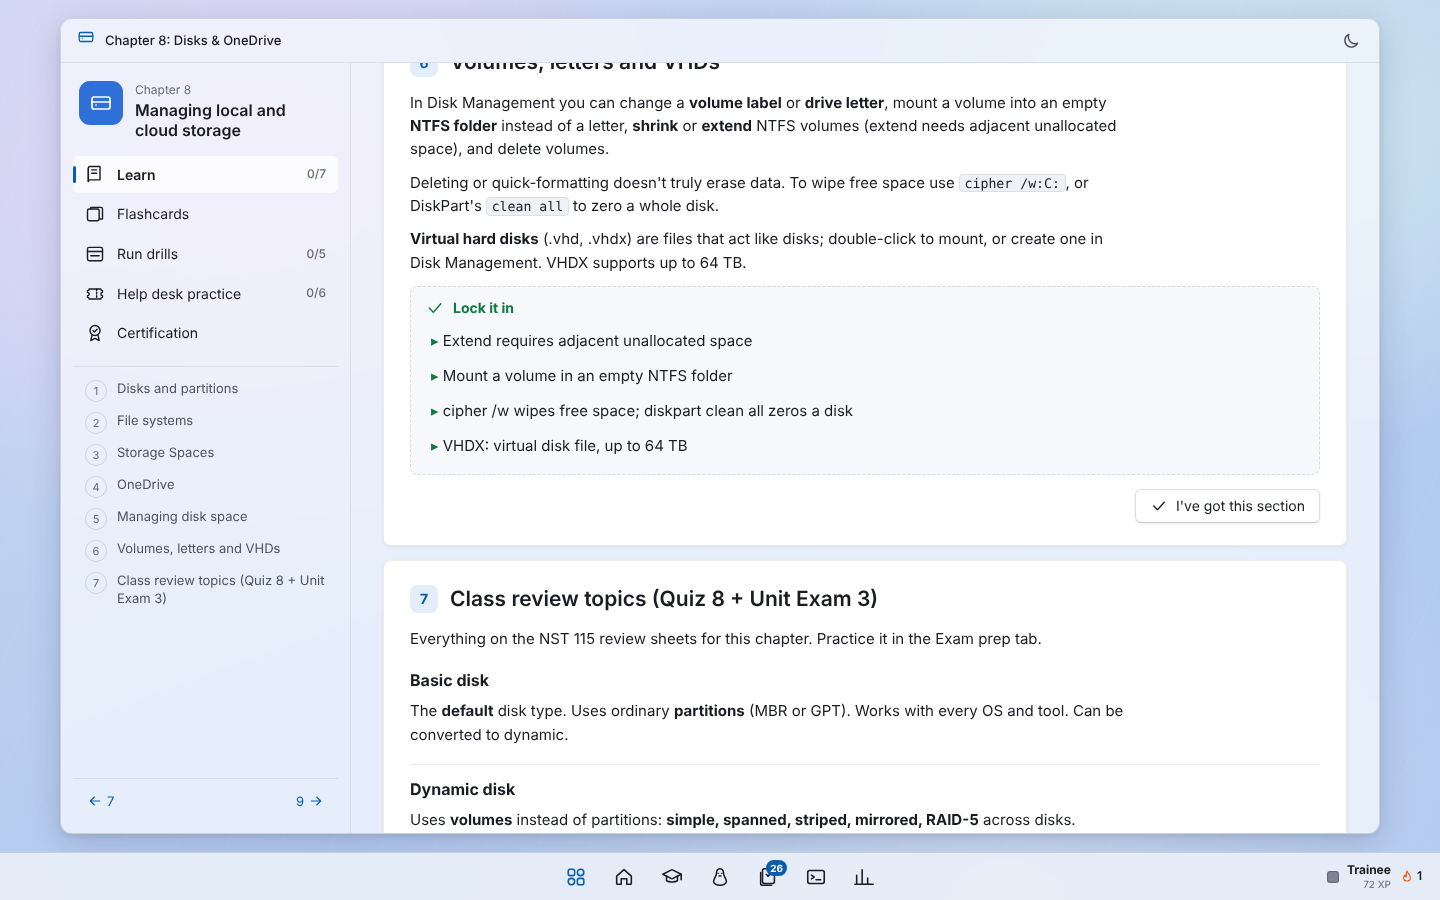 Chapter 8: Disks & OneDrive
Chapter 8
Managing local and
cloud storage
Learn 0/7
Flashcards
Run drills 0/5
Help desk practice 0/6
Certification
1 Disks and partitions
2 File systems
3 Storage Spaces
4 OneDrive
5 Managing disk space
6 Volumes, letters and VHDs
7 Class review topics (Quiz 8 + Unit
Exam 3)
← 7
9 →
6 Volumes, letters and VHDs
In Disk Management you can change a volume label or drive letter, mount a volume into an empty
NTFS folder instead of a letter, shrink or extend NTFS volumes (extend needs adjacent unallocated
space), and delete volumes.
Deleting or quick-formatting doesn't truly erase data. To wipe free space use cipher /w:C:, or
DiskPart's clean all to zero a whole disk.
Virtual hard disks (.vhd, .vhdx) are files that act like disks; double-click to mount, or create one in
Disk Management. VHDX supports up to 64 TB.
Lock it in
▸ Extend requires adjacent unallocated space
▸ Mount a volume in an empty NTFS folder
▸ cipher /w wipes free space; diskpart clean all zeros a disk
▸ VHDX: virtual disk file, up to 64 TB
I've got this section
7 Class review topics (Quiz 8 + Unit Exam 3)
Everything on the NST 115 review sheets for this chapter. Practice it in the Exam prep tab.
Basic disk
The default disk type. Uses ordinary partitions (MBR or GPT). Works with every OS and tool. Can be
converted to dynamic.
Dynamic disk
Uses volumes instead of partitions: simple, spanned, striped, mirrored, RAID-5 across disks.
26
Trainee
72 XP
1